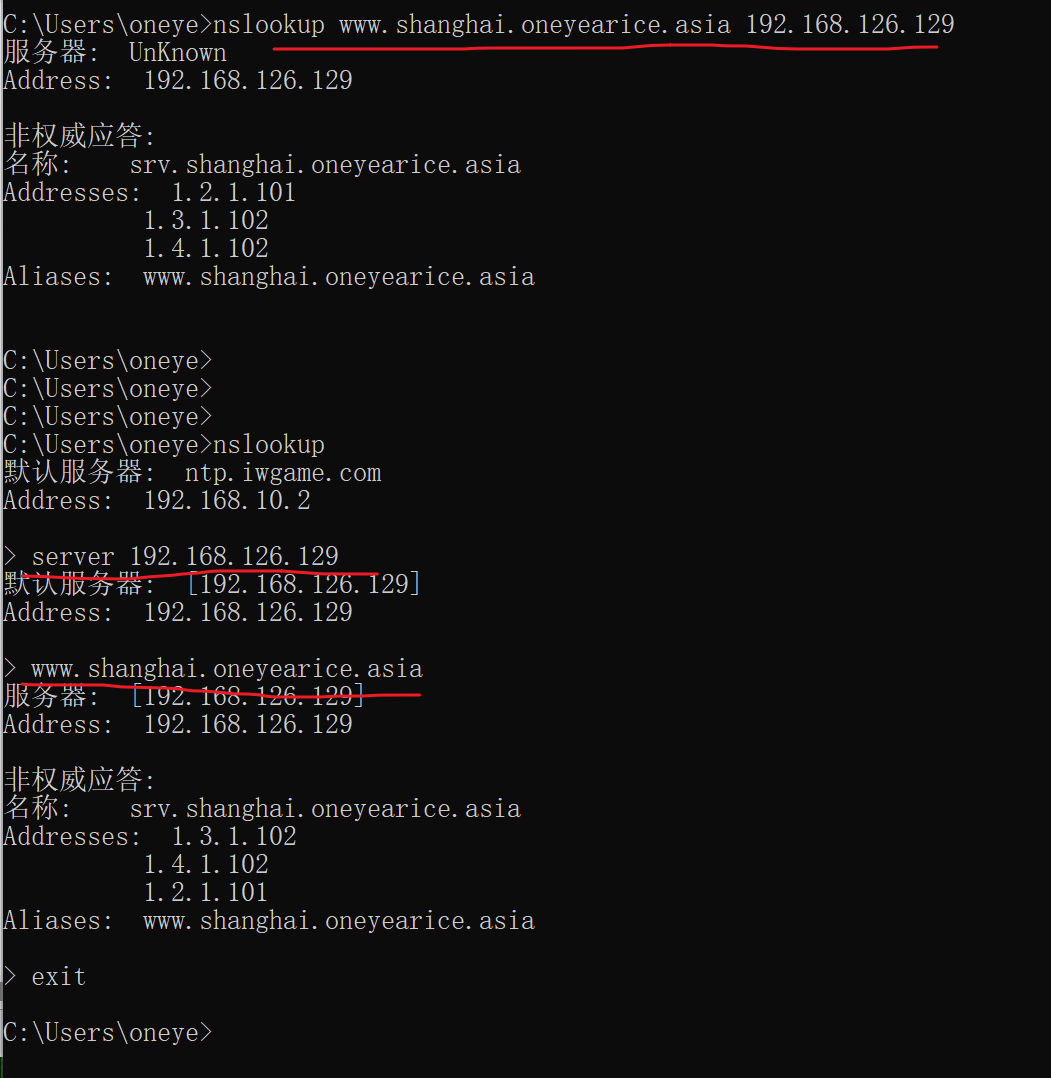 C:\Users\oneye>nslookup www.shanghai.oneyearice.asia 192.168.126.129
服务器:  UnKnown
Address:  192.168.126.129
非权威应答:
名称:    srv.shanghai.oneyearice.asia
Addresses:  1.2.1.101
1.3.1.102
1.4.1.102
Aliases:  www.shanghai.oneyearice.asia
C:\Users\oneye>
C:\Users\oneye>
C:\Users\oneye>
C:\Users\oneye>nslookup
默认服务器:  ntp.iwgame.com
Address:  192.168.10.2
> server 192.168.126.129
默认服务器:  [192.168.126.129]
Address:  192.168.126.129
> www.shanghai.oneyearice.asia
服务器:  [192.168.126.129]
Address:  192.168.126.129
非权威应答:
名称:    srv.shanghai.oneyearice.asia
Addresses:  1.3.1.102
1.4.1.102
1.2.1.101
Aliases:  www.shanghai.oneyearice.asia
> exit
C:\Users\oneye>